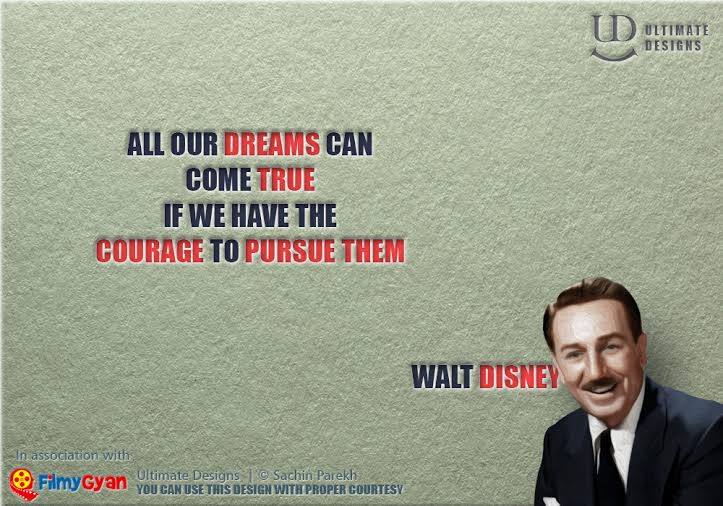 UD ULTIMATE
DESIGNS
ALL OUR DREAMS CAN
COME TRUE
IF WE HAVE THE
COURAGE TO PURSUE THEM
WALT DISNEY
In association with
FilmyGyan
Ultimate Designs | © Sachin Parekh
YOU CAN USE THIS DESIGN WITH PROPER COURTESY